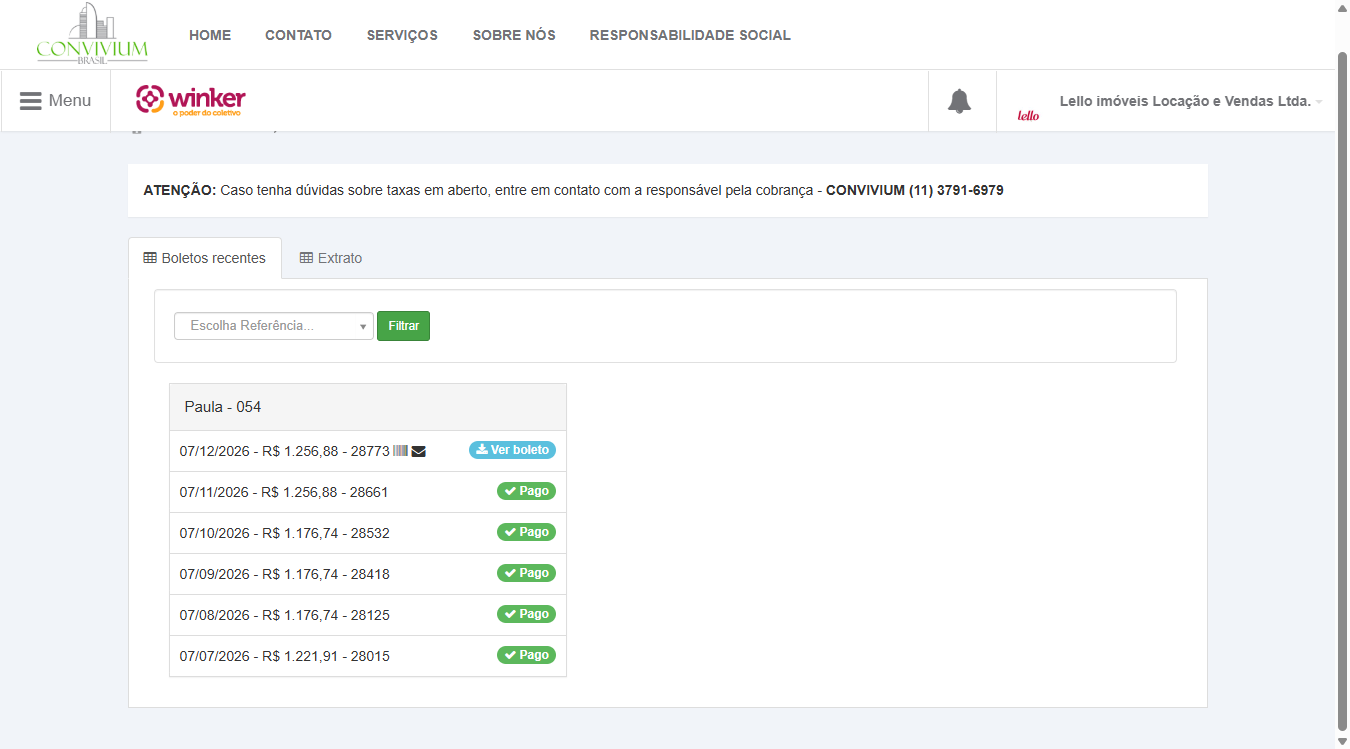 CONVIVIUM
BRASIL
HOME CONTATO SERVIÇOS SOBRE NÓS RESPONSABILIDADE SOCIAL
Menu
winker
o poder do coletivo
lello
Lello imóveis Locação e Vendas Ltda.
ATENÇÃO: Caso tenha dúvidas sobre taxas em aberto, entre em contato com a responsável pela cobrança - CONVIVIUM (11) 3791-6979
Boletos recentes Extrato
Escolha Referência... Filtrar
Paula - 054
07/12/2026 - R$ 1.256,88 - 28773 Ver boleto
07/11/2026 - R$ 1.256,88 - 28661 Pago
07/10/2026 - R$ 1.176,74 - 28532 Pago
07/09/2026 - R$ 1.176,74 - 28418 Pago
07/08/2026 - R$ 1.176,74 - 28125 Pago
07/07/2026 - R$ 1.221,91 - 28015 Pago